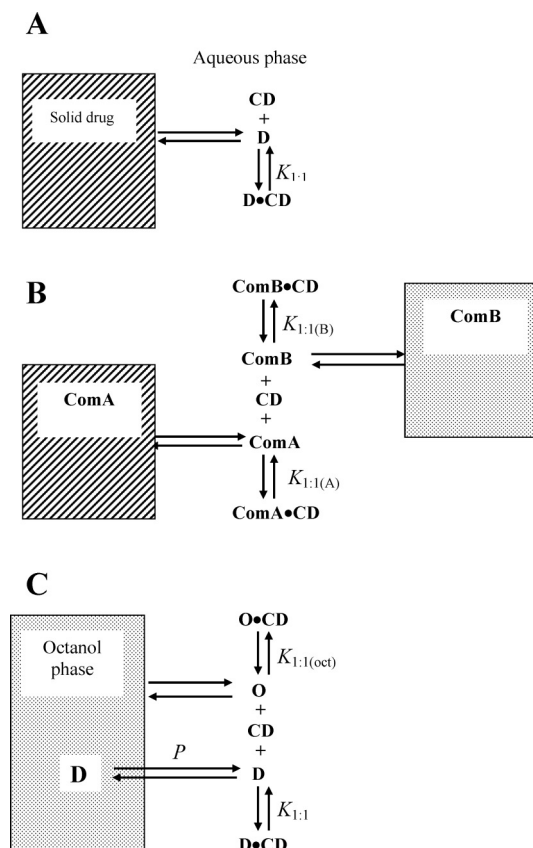 A
Aqueous phase
Solid drug
CD
+
D
K1:1
D•CD
B
ComB•CD
K1:1(B)
ComB
ComB
+
CD
+
ComA
ComA
K1:1(A)
ComA•CD
C
O•CD
Octanol
phase
K1:1(oct)
O
+
CD
+
D
P
D
K1:1
D•CD